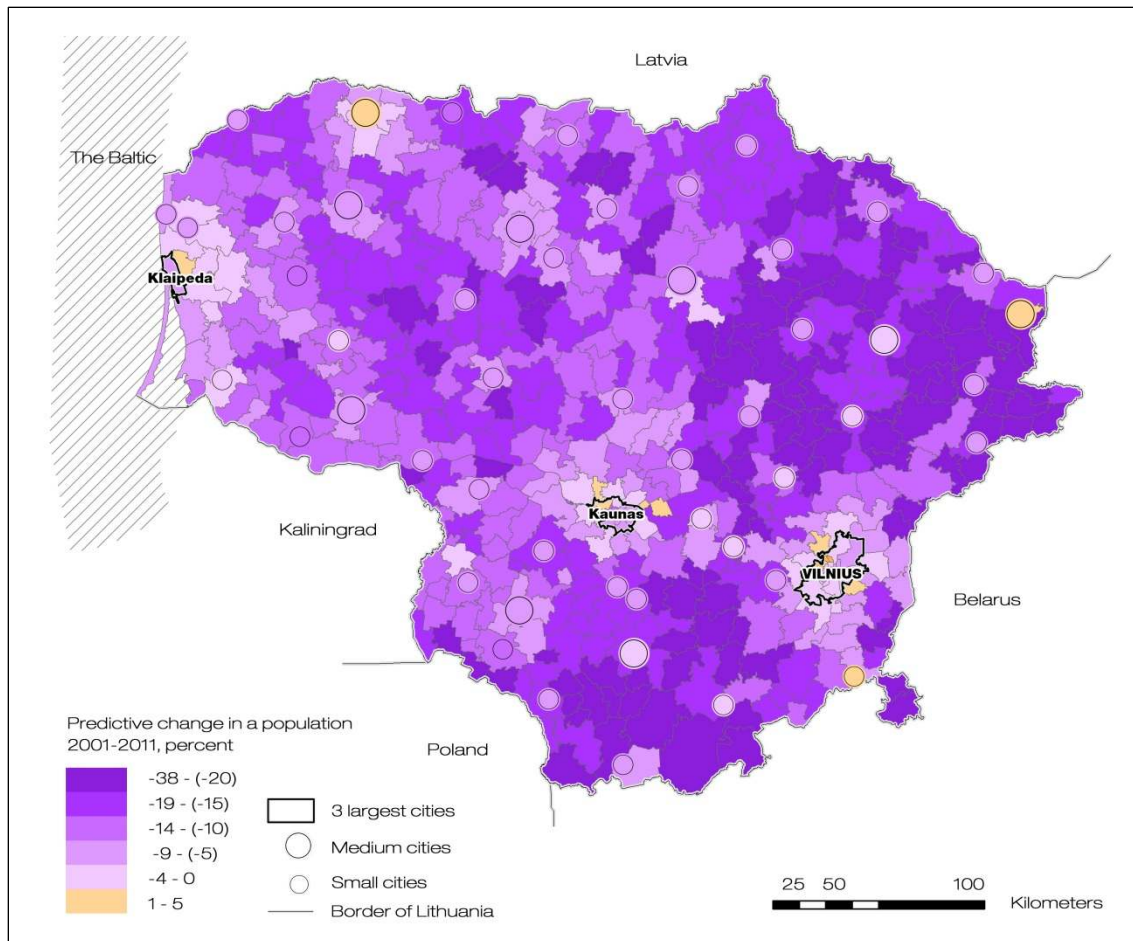 Latvia
The Baltic
Klaipeda
Kaunas
Kaliningrad
VILNIUS
Belarus
Poland
Predictive change in a population
2001-2011, percent
-38 - (-20)
-19 - (-15)
-14 - (-10)
-9 - (-5)
-4 - 0
1 - 5
3 largest cities
Medium cities
Small cities
Border of Lithuania
25 50 100
Kilometers